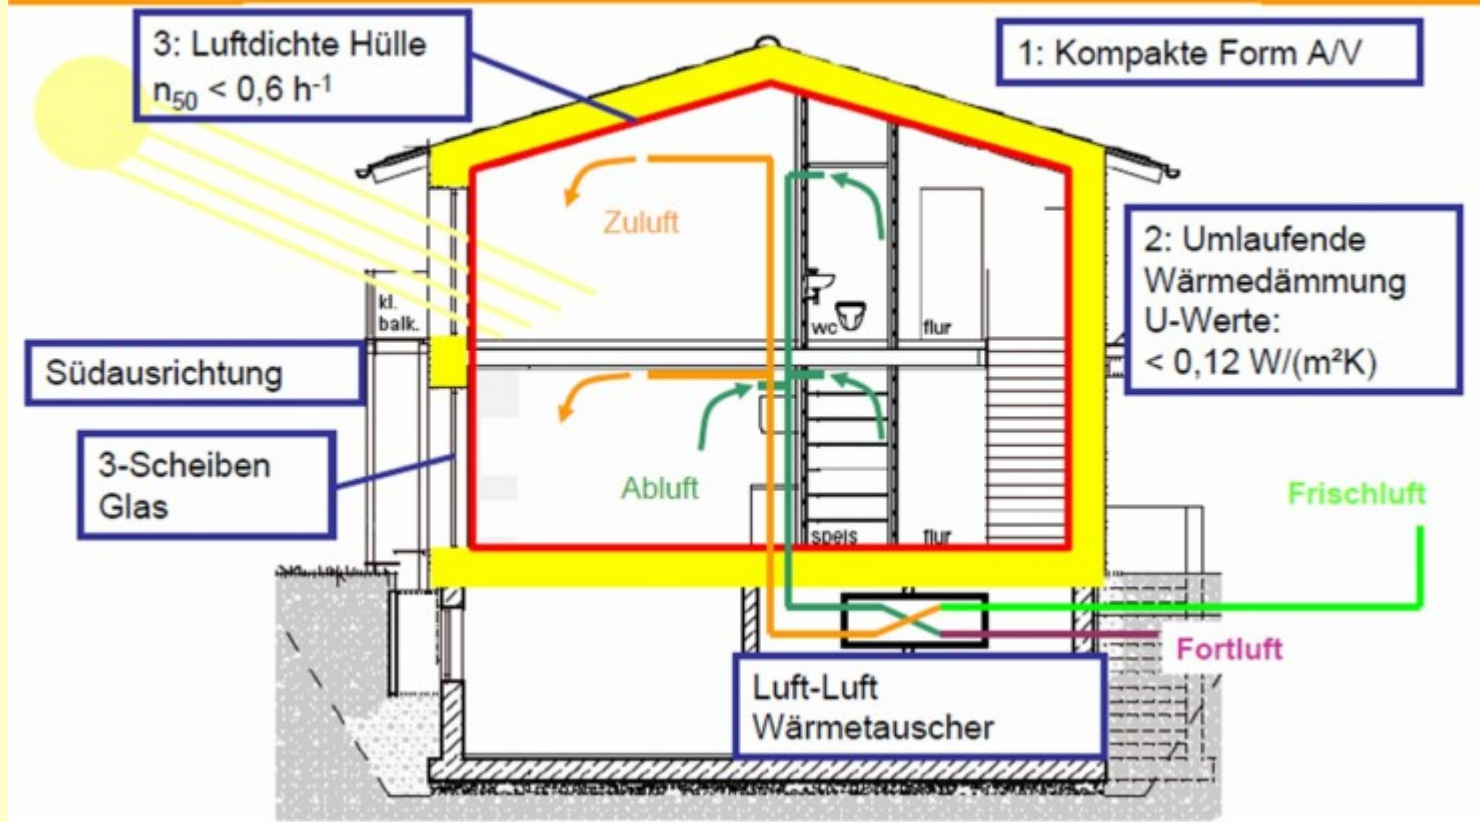 3: Luftdichte Hülle
n₅₀ < 0,6 h⁻¹
1: Kompakte Form A/V
2: Umlaufende
Wärmedämmung
U-Werte:
< 0,12 W/(m²K)
Zuluft
kl.
balk.
wc
flur
Südausrichtung
3-Scheiben
Glas
Abluft
Frischluft
speis
flur
Fortluft
Luft-Luft
Wärmetauscher